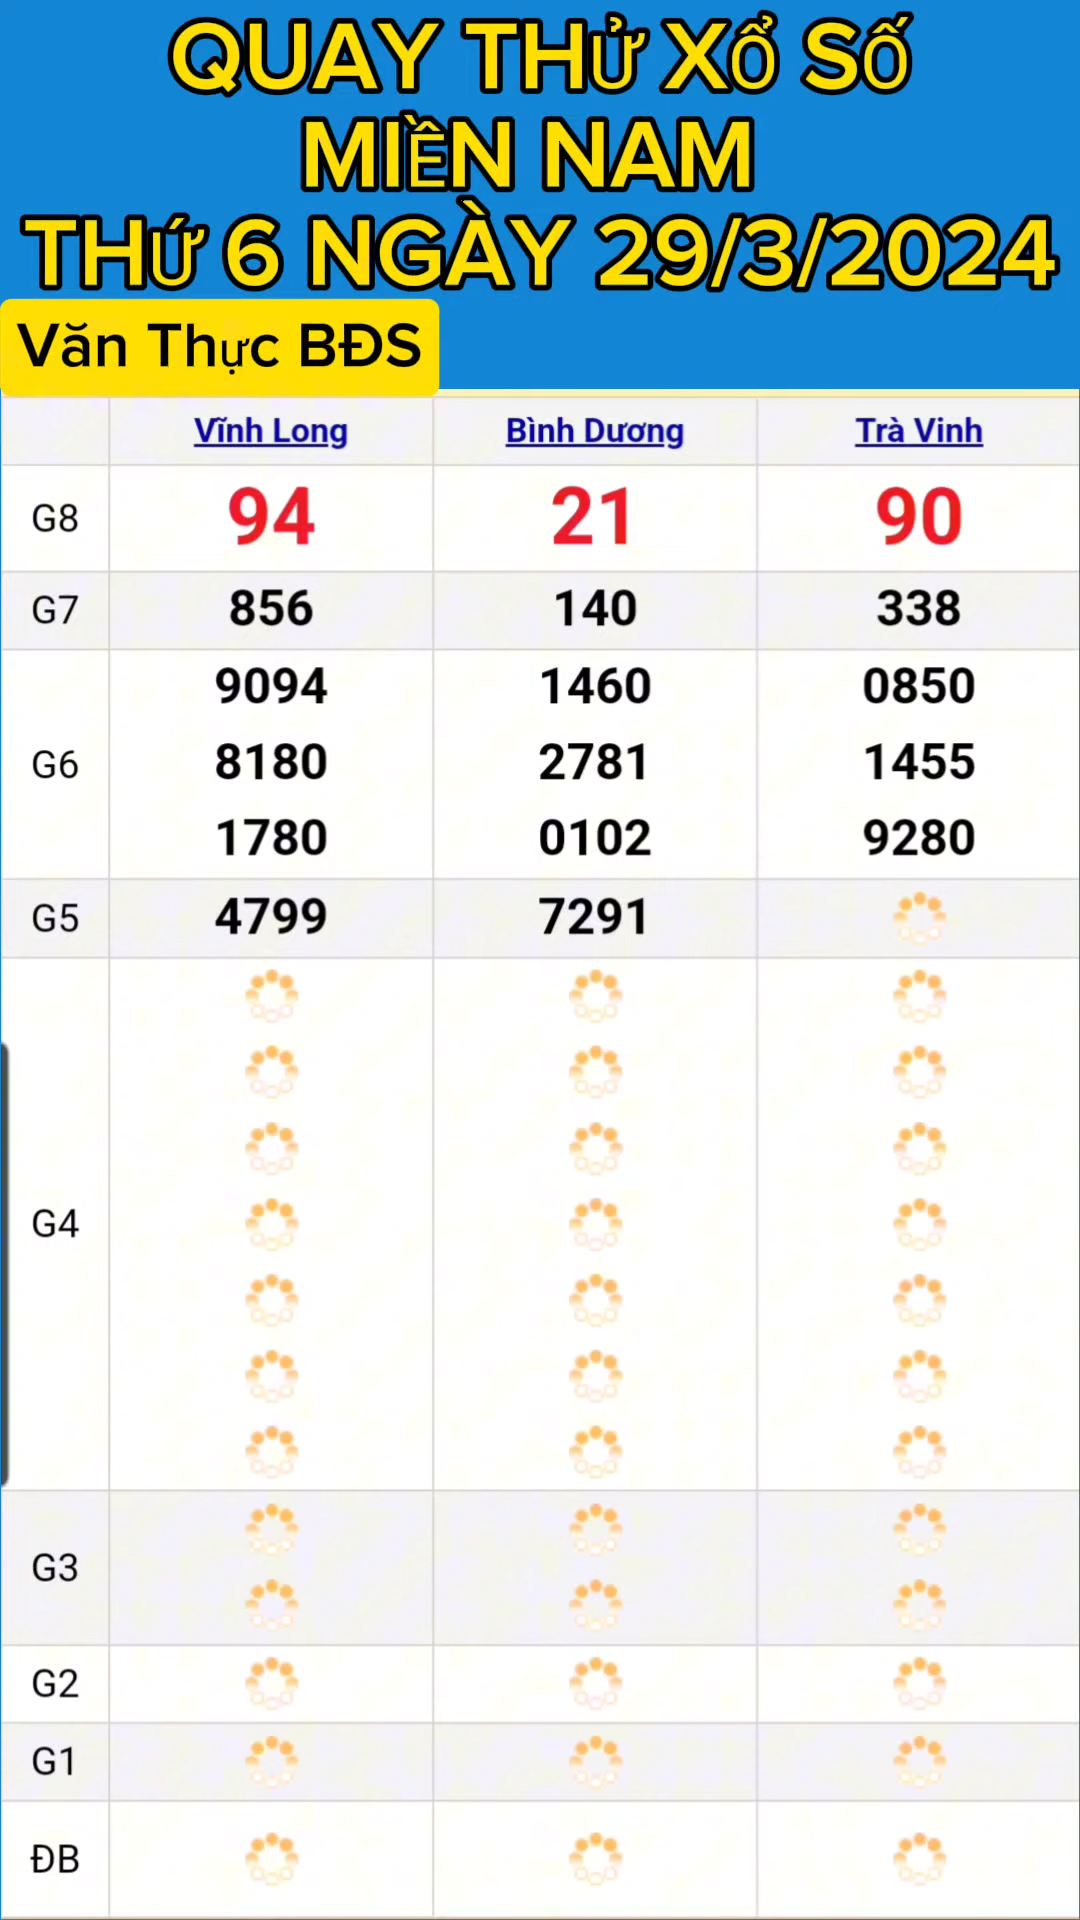 QUAY THỬ XỔ SỐ
MIỀN NAM
THỨ 6 NGÀY 29/3/2024
Văn Thực BĐS
Vĩnh Long Bình Dương Trà Vinh
G8 94 21 90
G7 856 140 338
9094 1460 0850
G6 8180 2781 1455
1780 0102 9280
G5 4799 7291
G4
G3
G2
G1
ĐB